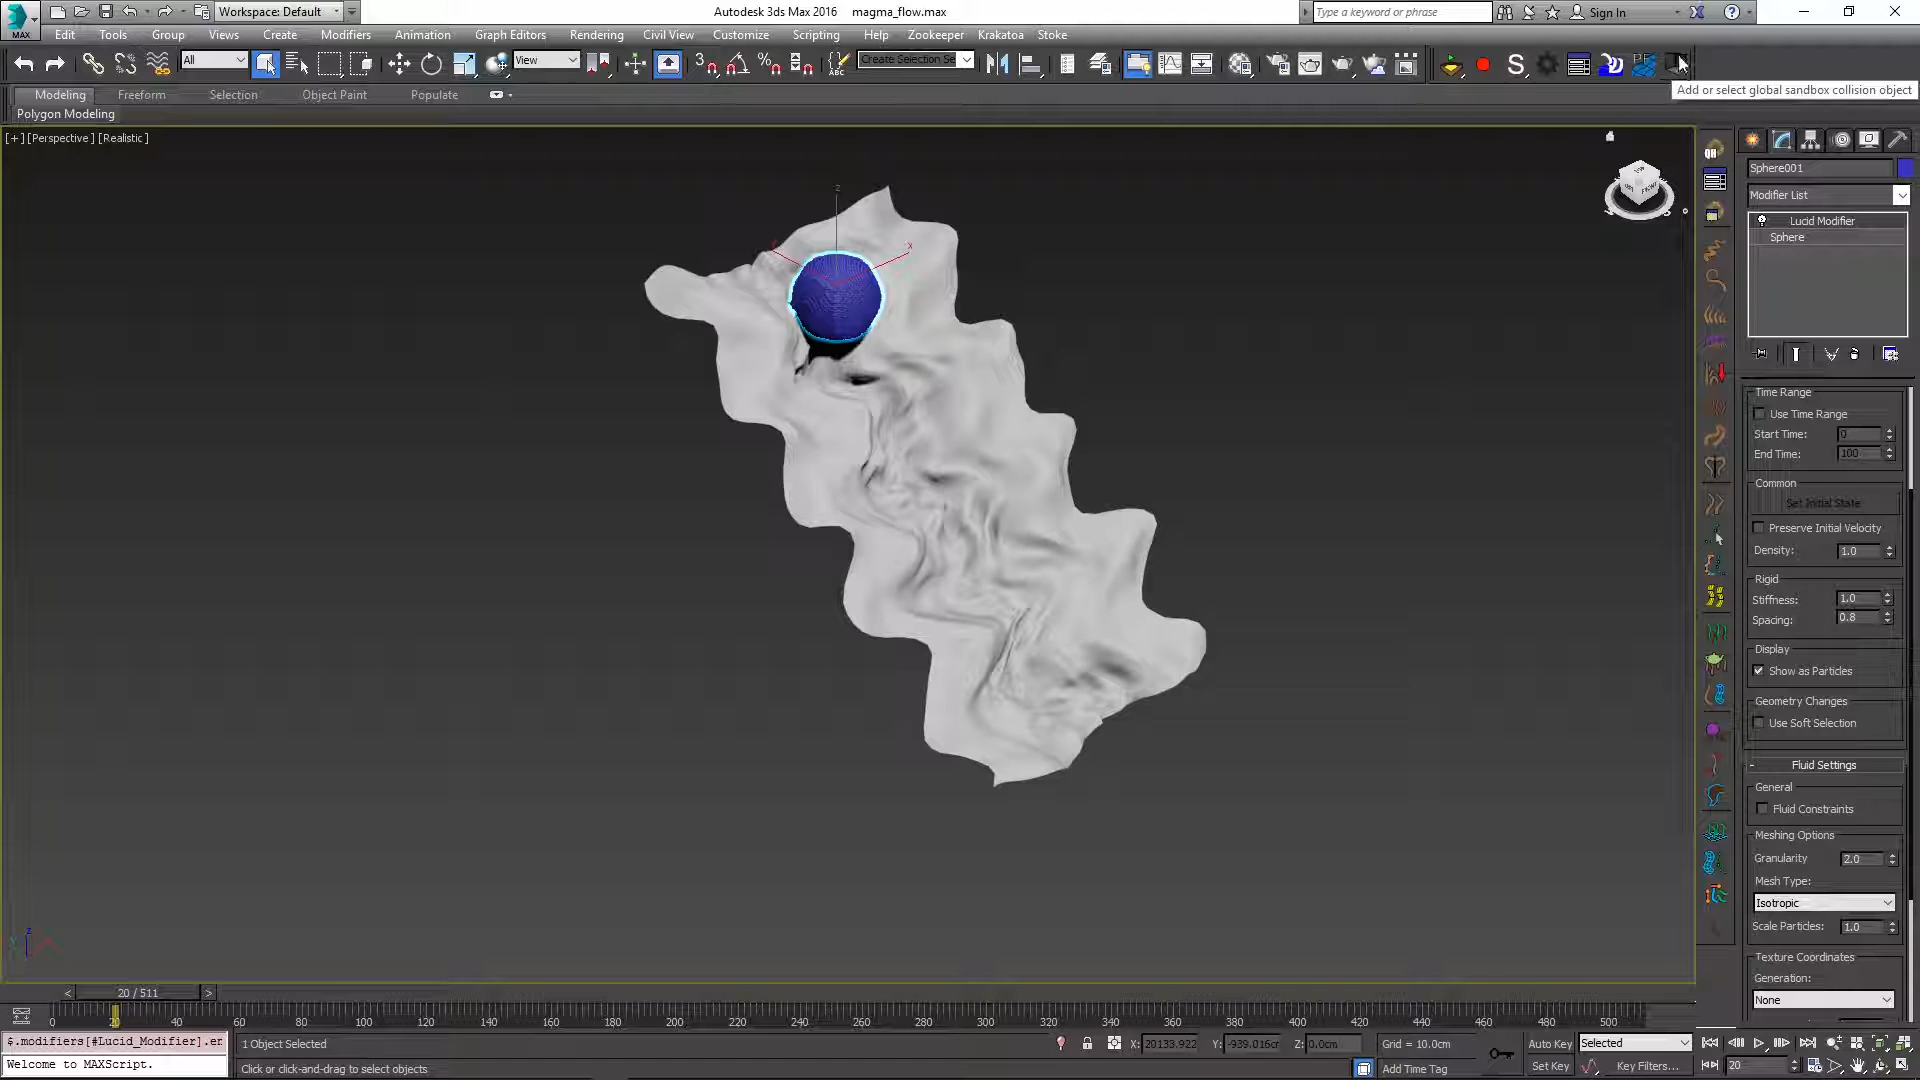 Workspace: Default
Autodesk 3ds Max 2016 magma_flow.max
Type a keyword or phrase
Sign In
MAX
Edit Tools Group Views Create Modifiers Animation Graph Editors Rendering Civil View Customize Scripting Help Zookeeper Krakatoa Stoke
All
View
Create Selection Se
Add or select global sandbox collision object
Modeling Freeform Selection Object Paint Populate
Polygon Modeling
[+] [Perspective] [Realistic]
Sphere001
Modifier List
Lucid Modifier
Sphere
Time Range
Use Time Range
Start Time: 0
End Time: 100
Common
Set Initial State
Preserve Initial Velocity
Density: 1.0
Rigid
Stiffness: 1.0
Spacing: 0.8
Display
Show as Particles
Geometry Changes
Use Soft Selection
- Fluid Settings
General
Fluid Constraints
Meshing Options
Granularity 2.0
Mesh Type:
Isotropic
Scale Particles: 1.0
Texture Coordinates
Generation:
None
< 20 / 511 >
0 20 40 60 80 100 120 140 160 180 200 220 240 260 280 300 320 340 360 380 400 420 440 460 480 500
$.modifiers[#Lucid_Modifier].en
Welcome to MAXScript.
1 Object Selected
Click or click-and-drag to select objects
X: 20133.922 Y: -939.016cr Z: 0.0cm Grid = 10.0cm
Add Time Tag
Auto Key Selected
Set Key Key Filters...
20